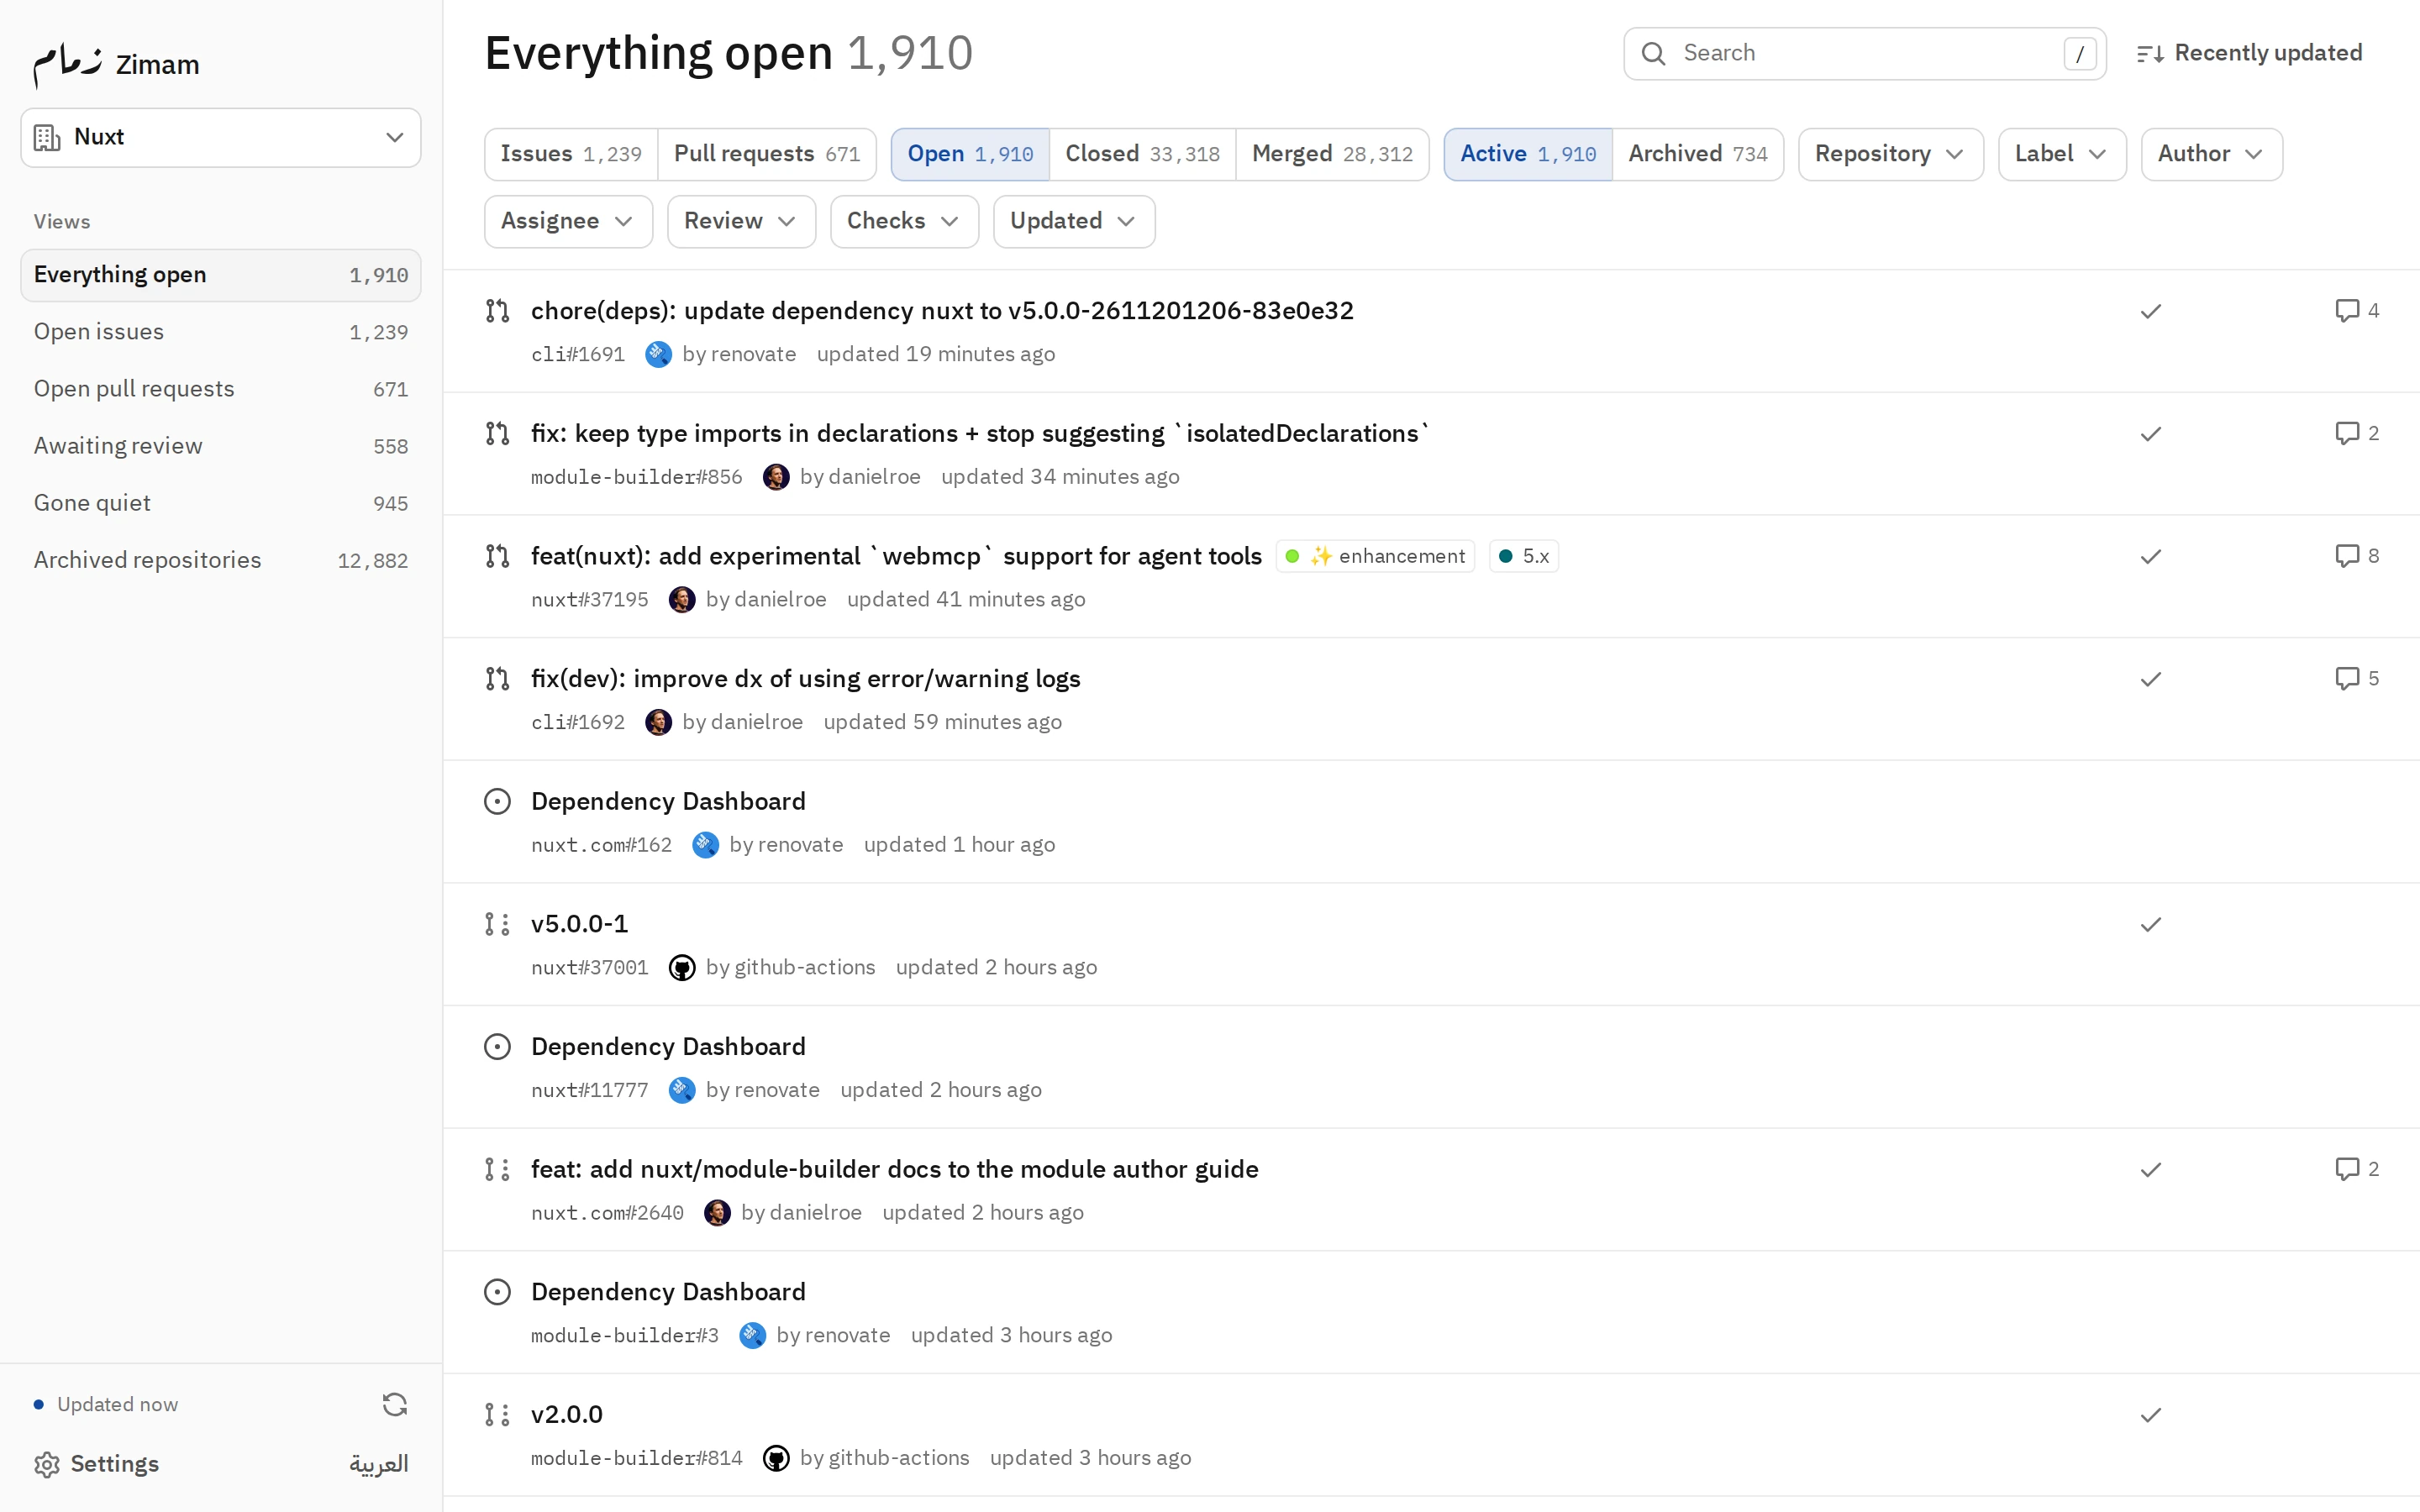 زمام Zimam
Nuxt
Views
Everything open 1,910
Open issues 1,239
Open pull requests 671
Awaiting review 558
Gone quiet 945
Archived repositories 12,882
Updated now
Settings العربية
Everything open 1,910
Search /
Recently updated
Issues 1,239 Pull requests 671 Open 1,910 Closed 33,318 Merged 28,312 Active 1,910 Archived 734 Repository Label Author
Assignee Review Checks Updated
chore(deps): update dependency nuxt to v5.0.0-2611201206-83e0e32 4
cli#1691 by renovate updated 19 minutes ago
fix: keep type imports in declarations + stop suggesting `isolatedDeclarations` 2
module-builder#856 by danielroe updated 34 minutes ago
feat(nuxt): add experimental `webmcp` support for agent tools ✨ enhancement 5.x 8
nuxt#37195 by danielroe updated 41 minutes ago
fix(dev): improve dx of using error/warning logs 5
cli#1692 by danielroe updated 59 minutes ago
Dependency Dashboard
nuxt.com#162 by renovate updated 1 hour ago
v5.0.0-1
nuxt#37001 by github-actions updated 2 hours ago
Dependency Dashboard
nuxt#11777 by renovate updated 2 hours ago
feat: add nuxt/module-builder docs to the module author guide 2
nuxt.com#2640 by danielroe updated 2 hours ago
Dependency Dashboard
module-builder#3 by renovate updated 3 hours ago
v2.0.0
module-builder#814 by github-actions updated 3 hours ago